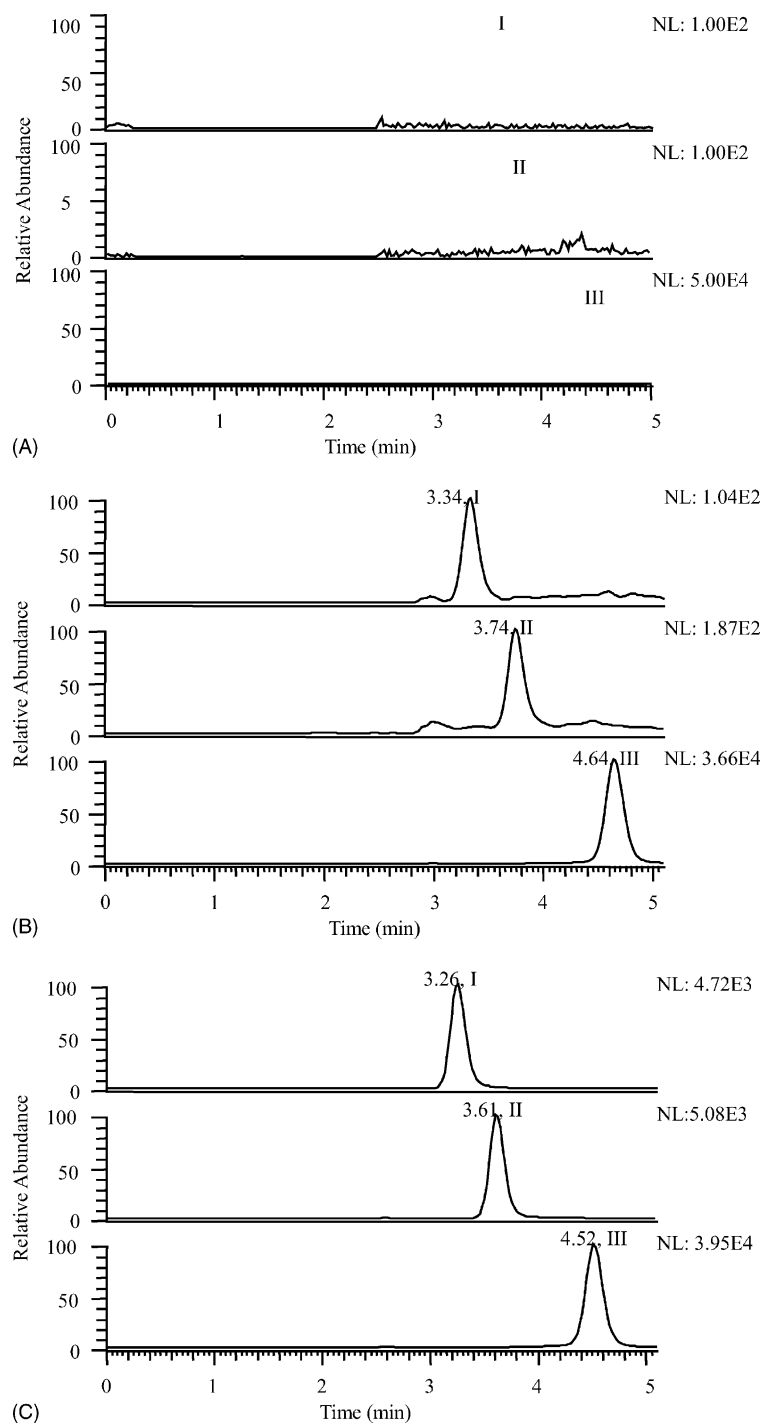 100
I
NL: 1.00E2
50
0
100
NL: 1.00E2
II
5
0
100
NL: 5.00E4
III
50
0
Relative Abundance
0 1 2 3 4 5
(A)
Time (min)
100
3.34, I
NL: 1.04E2
50
0
100
3.74, II
NL: 1.87E2
50
0
100
4.64, III
NL: 3.66E4
50
0
Relative Abundance
0 1 2 3 4 5
(B)
Time (min)
100
3.26, I
NL: 4.72E3
50
0
100
3.61, II
NL:5.08E3
50
0
100
4.52, III
NL: 3.95E4
50
0
Relative Abundance
0 1 2 3 4 5
(C)
Time (min)